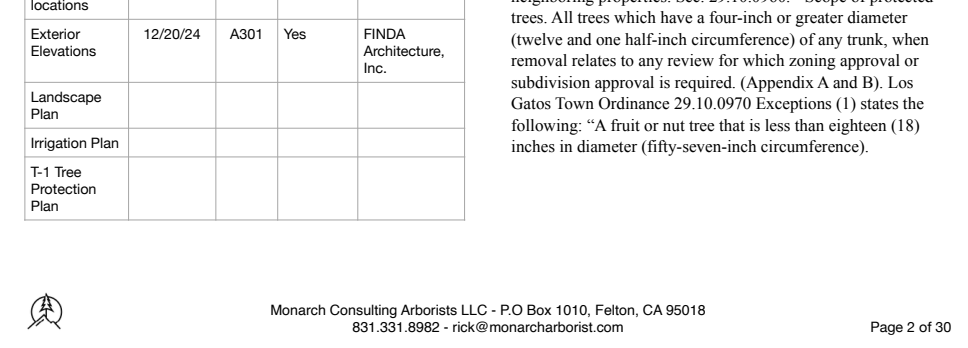 locations
Exterior Elevations 12/20/24 A301 Yes FINDA Architecture, Inc.
Landscape Plan
Irrigation Plan
T-1 Tree Protection Plan
trees. All trees which have a four-inch or greater diameter
(twelve and one half-inch circumference) of any trunk, when
removal relates to any review for which zoning approval or
subdivision approval is required. (Appendix A and B). Los
Gatos Town Ordinance 29.10.0970 Exceptions (1) states the
following: “A fruit or nut tree that is less than eighteen (18)
inches in diameter (fifty-seven-inch circumference).
Monarch Consulting Arborists LLC - P.O Box 1010, Felton, CA 95018
831.331.8982 - rick@monarcharborist.com
Page 2 of 30